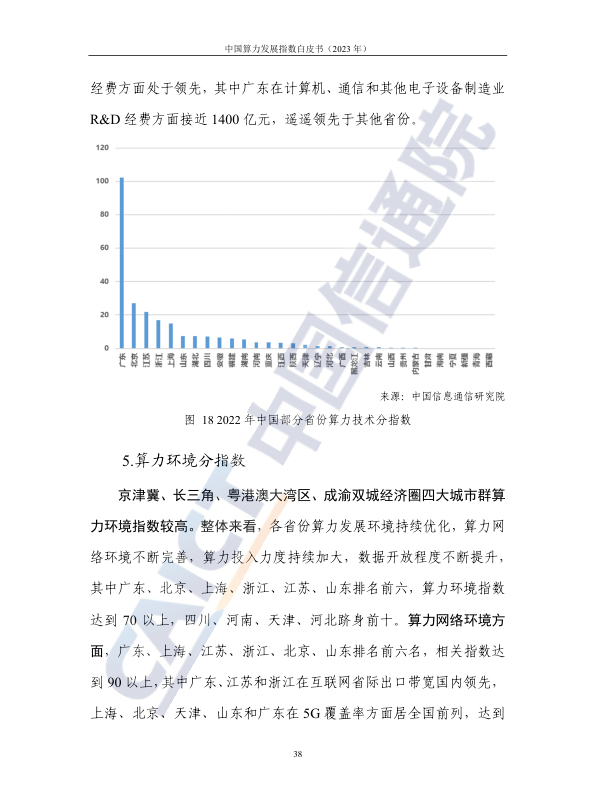 中国算力发展指数白皮书（2023 年）
经费方面处于领先，其中广东在计算机、通信和其他电子设备制造业
R&D 经费方面接近 1400 亿元，遥遥领先于其他省份。
120
100
80
60
40
20
0
广东 北京 江苏 浙江 上海 山东 湖北 四川 安徽 福建 湖南 河南 重庆 江西 陕西 天津 辽宁 河北 广西 黑龙江 吉林 云南 山西 贵州 内蒙古 甘肃 海南 宁夏 新疆 青海 西藏
来源：中国信息通信研究院
图 18 2022 年中国部分省份算力技术分指数
5.算力环境分指数
京津冀、长三角、粤港澳大湾区、成渝双城经济圈四大城市群算
力环境指数较高。整体来看，各省份算力发展环境持续优化，算力网
络环境不断完善，算力投入力度持续加大，数据开放程度不断提升，
其中广东、北京、上海、浙江、江苏、山东排名前六，算力环境指数
达到 70 以上，四川、河南、天津、河北跻身前十。算力网络环境方
面，广东、上海、江苏、浙江、北京、山东排名前六名，相关指数达
到 90 以上，其中广东、江苏和浙江在互联网省际出口带宽国内领先，
上海、北京、天津、山东和广东在 5G 覆盖率方面居全国前列，达到
38
CAICT 中国信通院